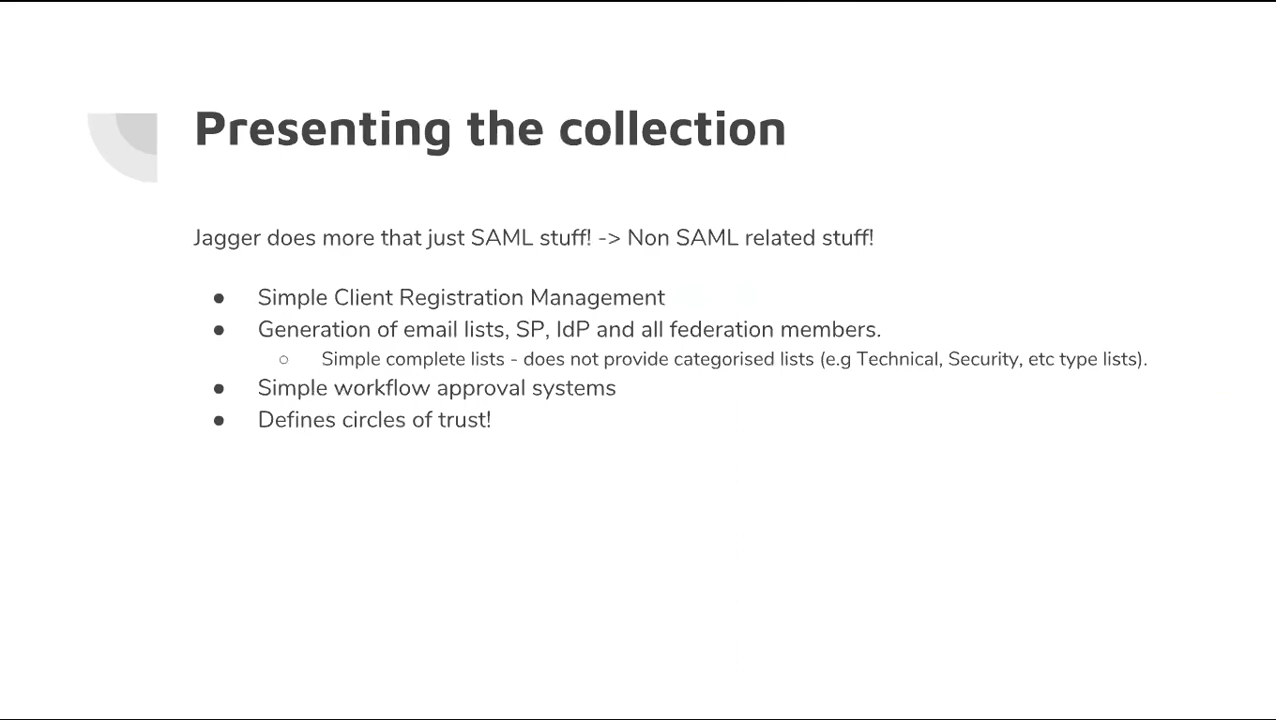 Presenting the collection
Jagger does more that just SAML stuff! -> Non SAML related stuff!
● Simple Client Registration Management
● Generation of email lists, SP, IdP and all federation members.
○ Simple complete lists - does not provide categorised lists (e.g Technical, Security, etc type lists).
● Simple workflow approval systems
● Defines circles of trust!